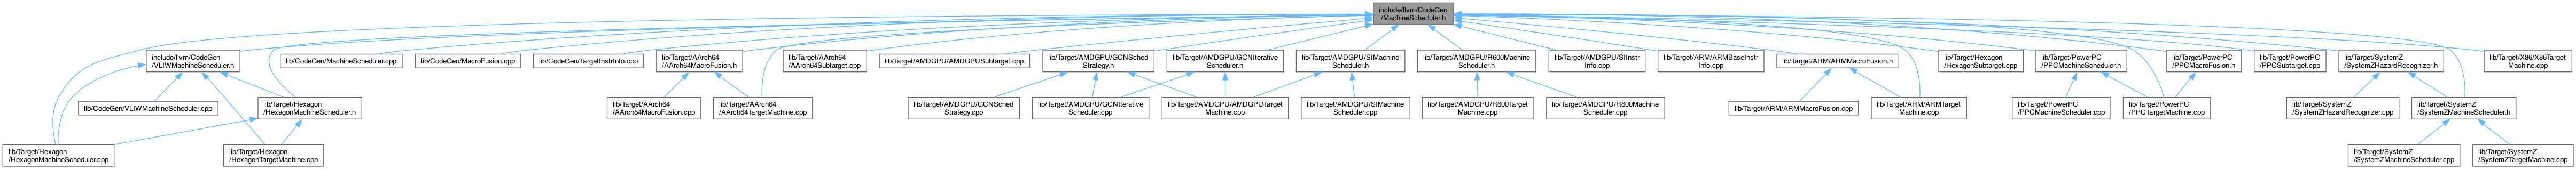 include/llvm/CodeGen
/MachineScheduler.h
include/llvm/CodeGen
/VLIWMachineScheduler.h
lib/CodeGen/MachineScheduler.cpp
lib/CodeGen/MacroFusion.cpp
lib/CodeGen/TargetInstrInfo.cpp
lib/Target/AArch64
/AArch64MacroFusion.h
lib/Target/AArch64
/AArch64Subtarget.cpp
lib/Target/AMDGPU/AMDGPUSubtarget.cpp
lib/Target/AMDGPU/GCNSched
Strategy.h
lib/Target/AMDGPU/GCNIterative
Scheduler.h
lib/Target/AMDGPU/SIMachine
Scheduler.h
lib/Target/AMDGPU/R600Machine
Scheduler.h
lib/Target/AMDGPU/SIInstr
Info.cpp
lib/Target/ARM/ARMBaseInstr
Info.cpp
lib/Target/ARM/ARMMacroFusion.h
lib/Target/Hexagon
/HexagonSubtarget.cpp
lib/Target/PowerPC
/PPCMachineScheduler.h
lib/Target/PowerPC
/PPCMacroFusion.h
lib/Target/PowerPC
/PPCSubtarget.cpp
lib/Target/SystemZ
/SystemZHazardRecognizer.h
lib/Target/X86/X86Target
Machine.cpp
lib/CodeGen/VLIWMachineScheduler.cpp
lib/Target/Hexagon
/HexagonMachineScheduler.h
lib/Target/AArch64
/AArch64MacroFusion.cpp
lib/Target/AArch64
/AArch64TargetMachine.cpp
lib/Target/AMDGPU/GCNSched
Strategy.cpp
lib/Target/AMDGPU/GCNIterative
Scheduler.cpp
lib/Target/AMDGPU/AMDGPUTarget
Machine.cpp
lib/Target/AMDGPU/SIMachine
Scheduler.cpp
lib/Target/AMDGPU/R600Target
Machine.cpp
lib/Target/AMDGPU/R600Machine
Scheduler.cpp
lib/Target/ARM/ARMMacroFusion.cpp
lib/Target/ARM/ARMTarget
Machine.cpp
lib/Target/PowerPC
/PPCMachineScheduler.cpp
lib/Target/PowerPC
/PPCTargetMachine.cpp
lib/Target/SystemZ
/SystemZHazardRecognizer.cpp
lib/Target/SystemZ
/SystemZMachineScheduler.h
lib/Target/Hexagon
/HexagonMachineScheduler.cpp
lib/Target/Hexagon
/HexagonTargetMachine.cpp
lib/Target/SystemZ
/SystemZMachineScheduler.cpp
lib/Target/SystemZ
/SystemZTargetMachine.cpp